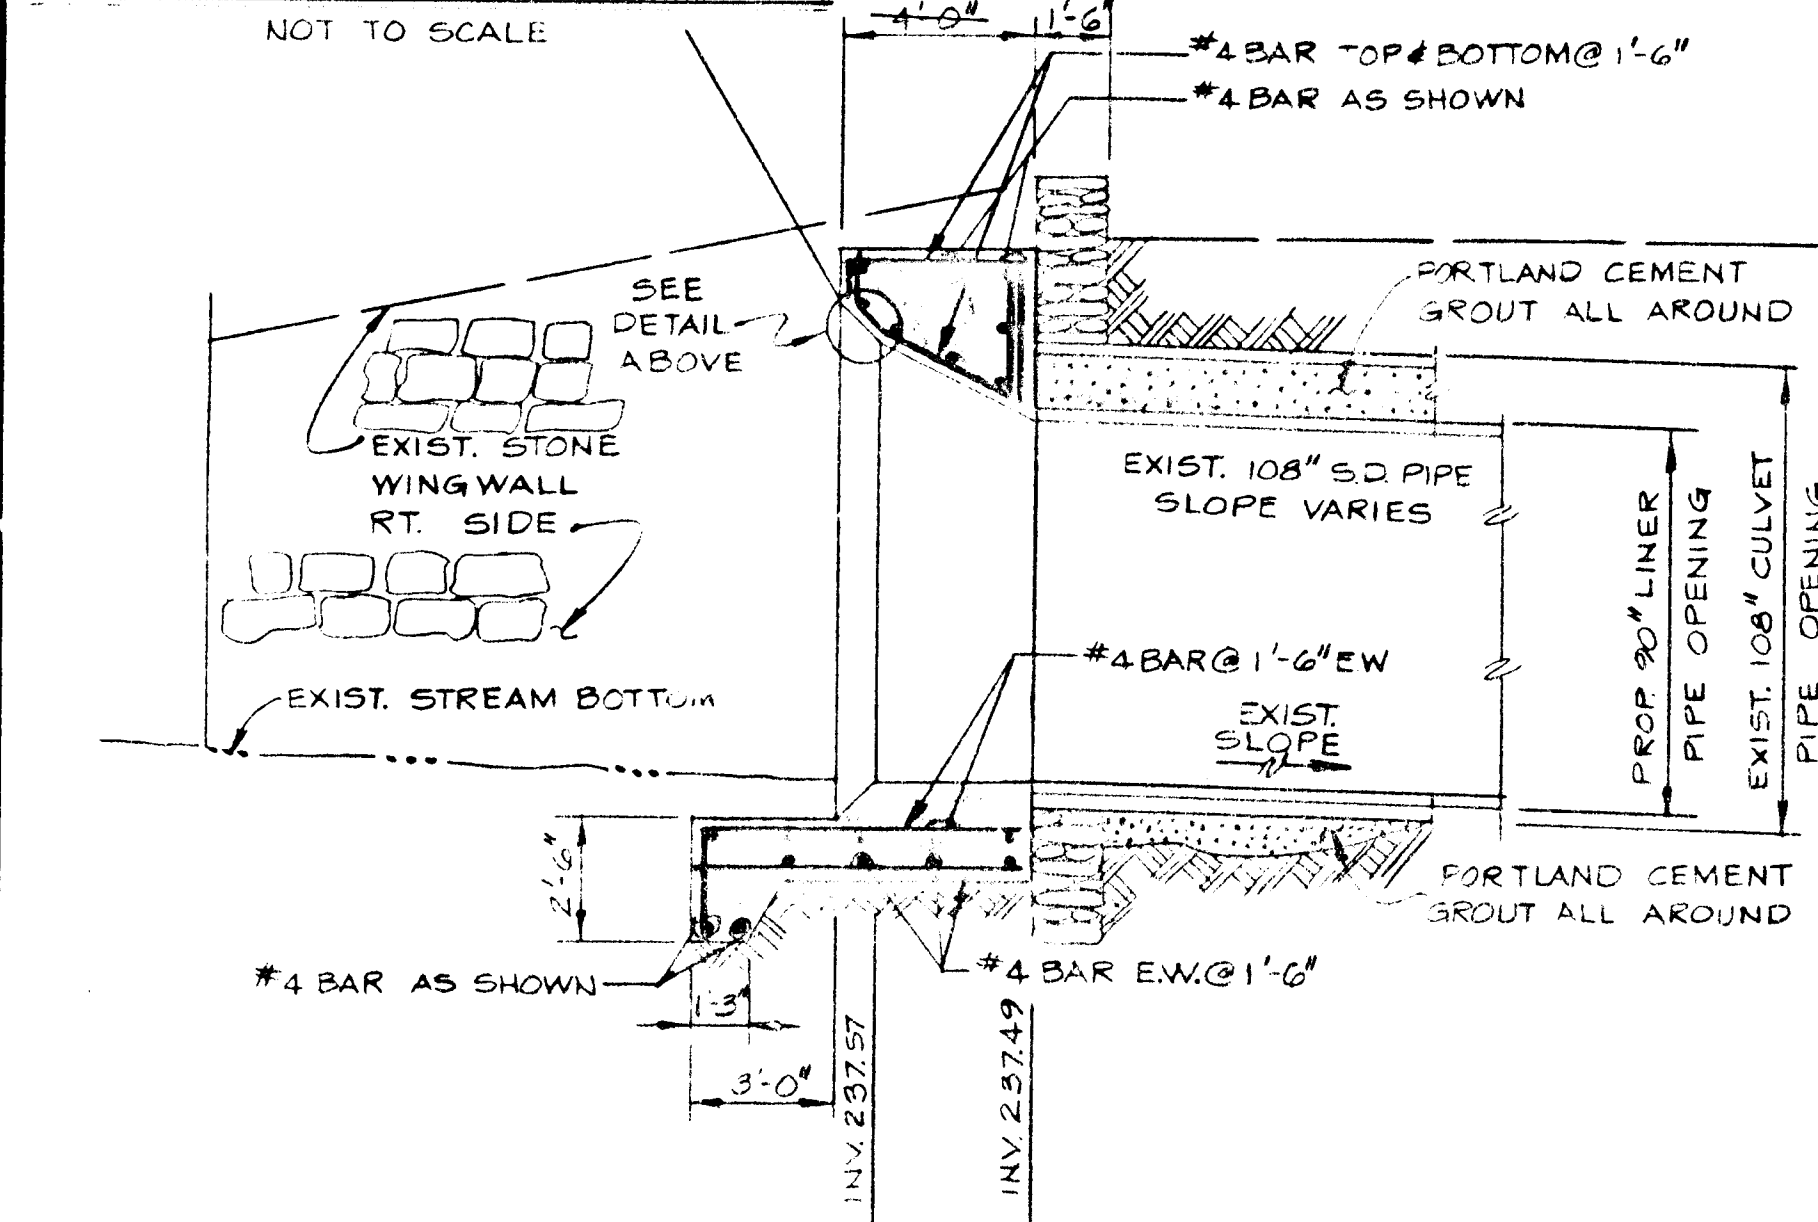 NOT TO SCALE
4'-0"
1'-6"
#4 BAR TOP & BOTTOM @ 1'-6"
#4 BAR AS SHOWN
SEE
DETAIL
ABOVE
PORTLAND CEMENT
GROUT ALL AROUND
EXIST. STONE
WINGWALL
RT. SIDE
EXIST. 108" S.D. PIPE
SLOPE VARIES
PROP. 90" LINER
PIPE OPENING
EXIST. 108" CULVET
PIPE OPENING
#4 BAR @ 1'-6" EW
EXIST. STREAM BOTTOM
EXIST.
SLOPE
2'-6"
PORTLAND CEMENT
GROUT ALL AROUND
#4 BAR AS SHOWN
#4 BAR E.W. @ 1'-6"
1'-3"
3'-0"
INV. 237.57
INV. 237.49